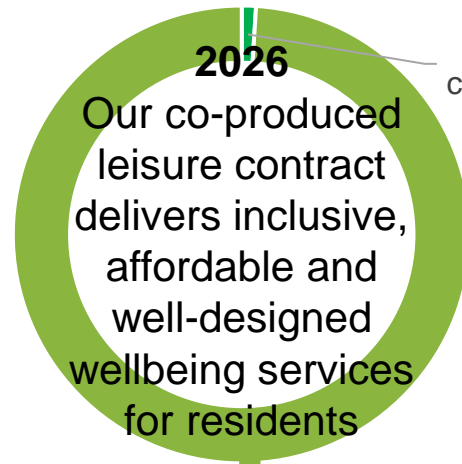 2026
Our co-produced
leisure contract
delivers inclusive,
affordable and
well-designed
wellbeing services
for residents
c